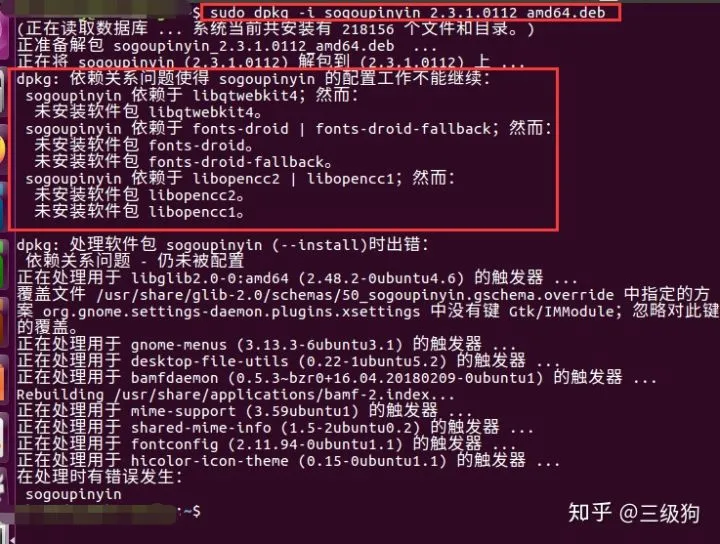 $ sudo dpkg -i sogoupinyin_2.3.1.0112_amd64.deb
(正在读取数据库 ... 系统当前共安装有 218156 个文件和目录。)
正准备解包 sogoupinyin_2.3.1.0112_amd64.deb  ...
正在将 sogoupinyin (2.3.1.0112) 解包到 (2.3.1.0112) 上 ...
dpkg: 依赖关系问题使得 sogoupinyin 的配置工作不能继续：
sogoupinyin 依赖于 libqtwebkit4；然而：
未安装软件包 libqtwebkit4。
sogoupinyin 依赖于 fonts-droid | fonts-droid-fallback；然而：
未安装软件包 fonts-droid。
未安装软件包 fonts-droid-fallback。
sogoupinyin 依赖于 libopencc2 | libopencc1；然而：
未安装软件包 libopencc2。
未安装软件包 libopencc1。
dpkg: 处理软件包 sogoupinyin (--install)时出错：
依赖关系问题 - 仍未被配置
正在处理用于 libglib2.0-0:amd64 (2.48.2-0ubuntu4.6) 的触发器 ...
覆盖文件 /usr/share/glib-2.0/schemas/50_sogoupinyin.gschema.override 中指定的方
案 org.gnome.settings-daemon.plugins.xsettings 中没有键 Gtk/IMModule；忽略对此键
的覆盖。
正在处理用于 gnome-menus (3.13.3-6ubuntu3.1) 的触发器 ...
正在处理用于 desktop-file-utils (0.22-1ubuntu5.2) 的触发器 ...
正在处理用于 bamfdaemon (0.5.3~bzr0+16.04.20180209-0ubuntu1) 的触发器 ...
Rebuilding /usr/share/applications/bamf-2.index...
正在处理用于 mime-support (3.59ubuntu1) 的触发器 ...
正在处理用于 shared-mime-info (1.5-2ubuntu0.2) 的触发器 ...
正在处理用于 fontconfig (2.11.94-0ubuntu1.1) 的触发器 ...
正在处理用于 hicolor-icon-theme (0.15-0ubuntu1.1) 的触发器 ...
在处理时有错误发生：
sogoupinyin
:~$
知乎 @三级狗